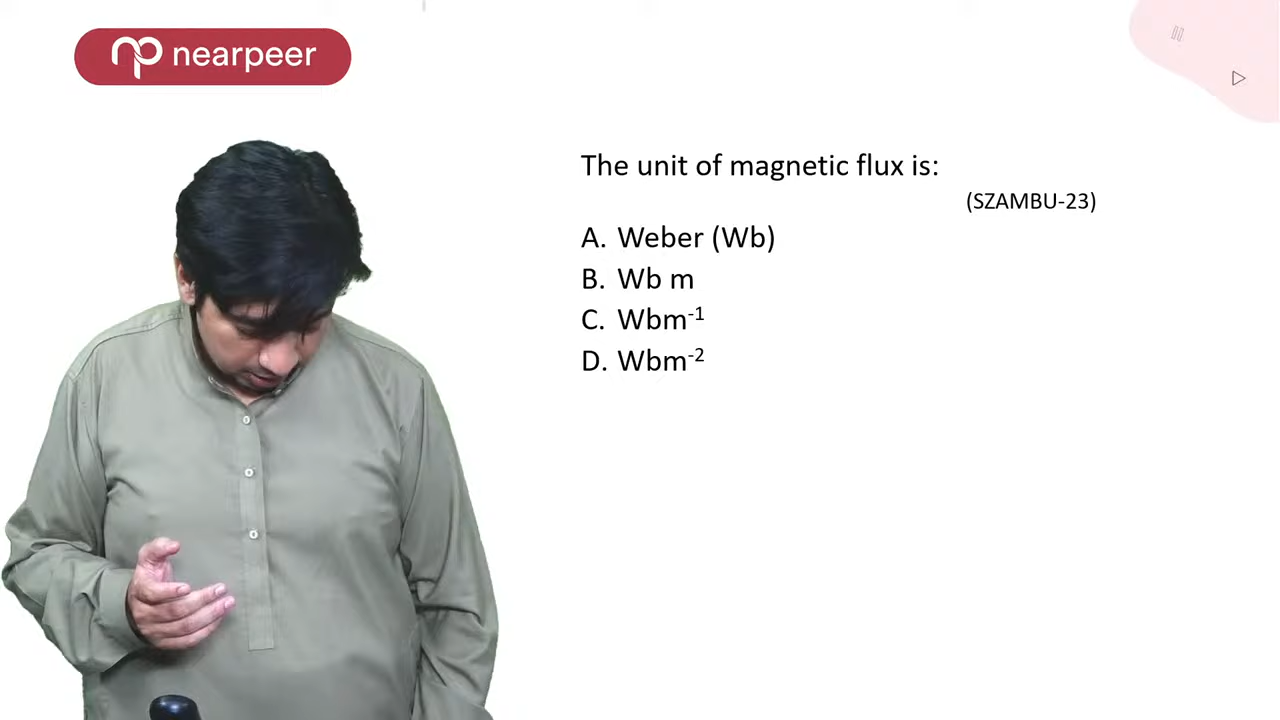 nearpeer
The unit of magnetic flux is:
(SZAMBU-23)
A. Weber (Wb)
B. Wb m
C. Wbm⁻¹
D. Wbm⁻²